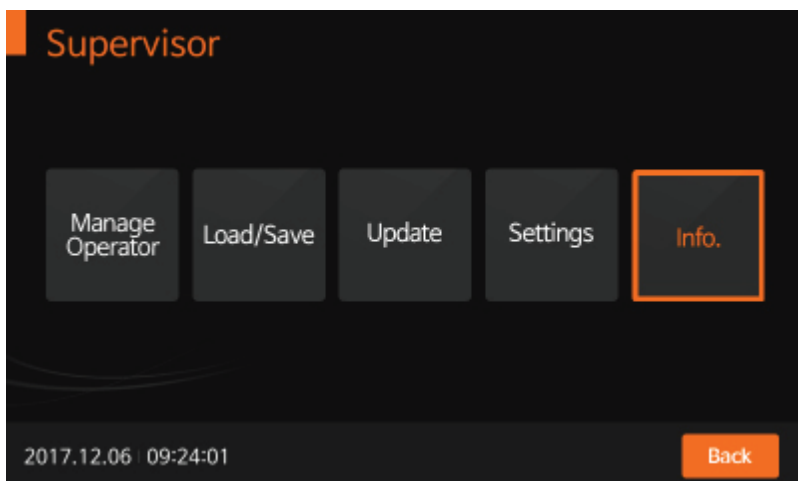 Supervisor
Manage
Operator
Load/Save
Update
Settings
Info.
2017.12.06 09:24:01
Back